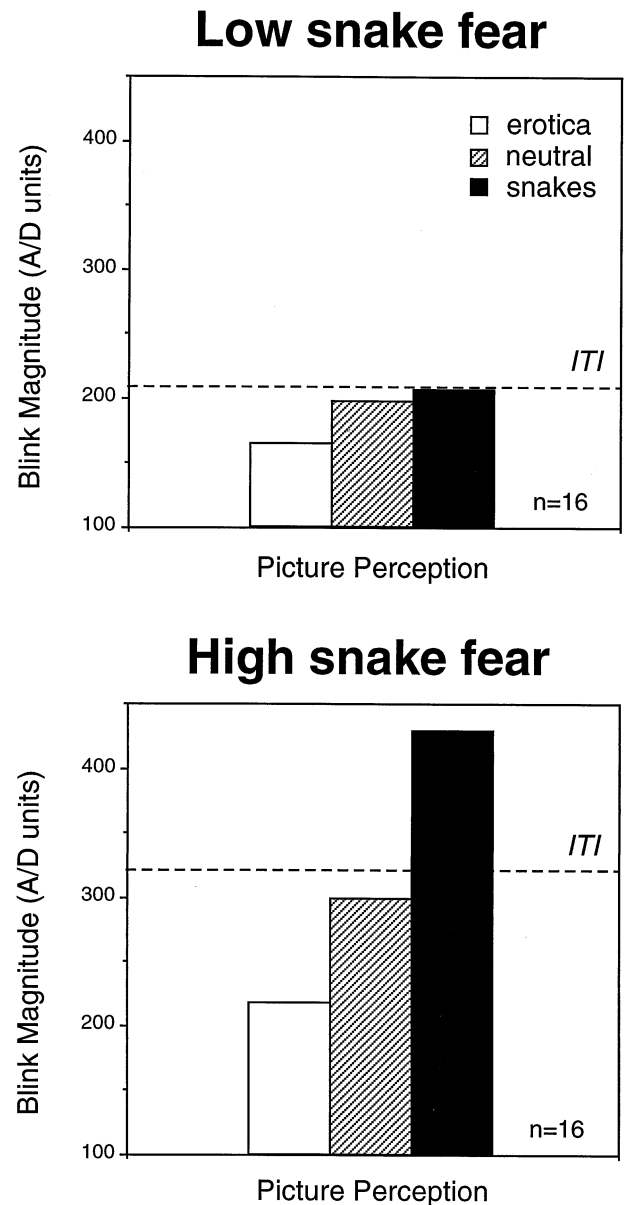 Low snake fear
Blink Magnitude (A/D units)
400
300
200
100
erotica
neutral
snakes
ITI
n=16
Picture Perception
High snake fear
Blink Magnitude (A/D units)
400
300
200
100
ITI
n=16
Picture Perception